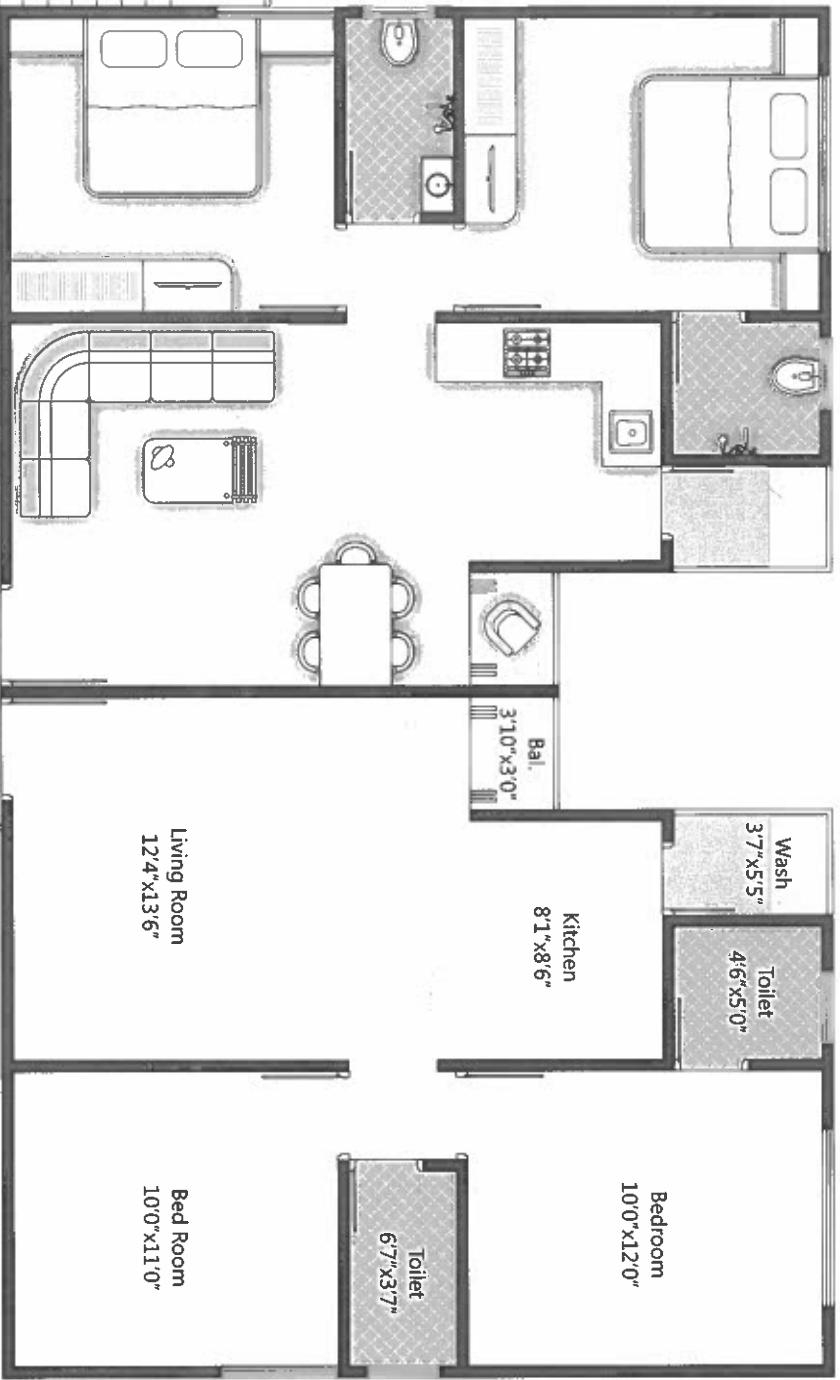 Wash
3'7"x5'5"
Toilet
4'6"x5'0"
Bedroom
10'0"x12'0"
Kitchen
8'1"x8'6"
Bal.
3'10"x3'0"
Toilet
6'7"x3'7"
Living Room
12'4"x13'6"
Bed Room
10'0"x11'0"